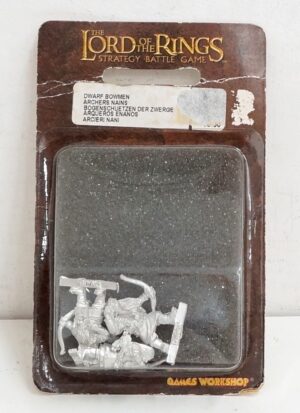 THE
LORD OF THE RINGS
STRATEGY BATTLE GAME
DWARF BOWMEN
ARCHERS NAINS
BOGENSCHUETZEN DER ZWERGE
ARQUEROS ENANOS
ARCIERI NANI
GAMES WORKSHOP